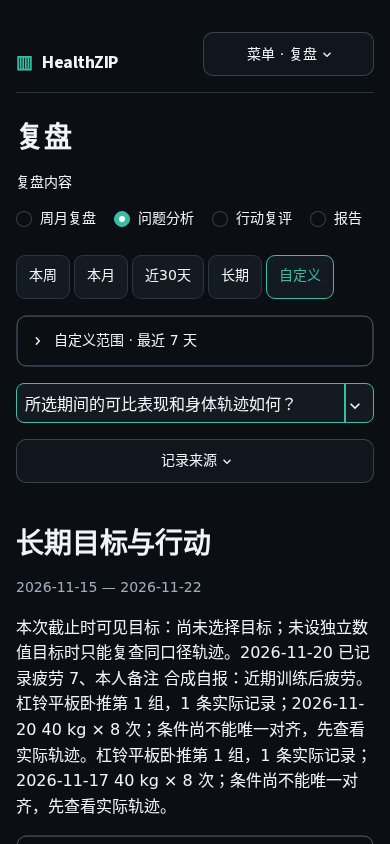 HealthZIP
菜单 · 复盘
复盘
复盘内容
周月复盘 问题分析 行动复评 报告
本周 本月 近30天 长期 自定义
自定义范围 · 最近 7 天
所选期间的可比表现和身体轨迹如何？
记录来源
长期目标与行动
2026-11-15 — 2026-11-22
本次截止时可见目标：尚未选择目标；未设独立数
值目标时只能复查同口径轨迹。2026-11-20 已记
录疲劳 7、本人备注 合成自报：近期训练后疲劳。
杠铃平板卧推第 1 组，1 条实际记录；2026-11-
20 40 kg × 8 次；条件尚不能唯一对齐，先查看
实际轨迹。杠铃平板卧推第 1 组，1 条实际记录；
2026-11-17 40 kg × 8 次；条件尚不能唯一对
齐，先查看实际轨迹。